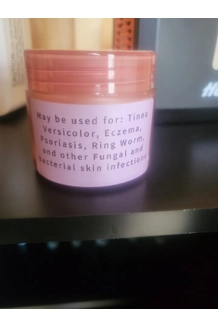 May be used for: Tinea
Versicolor, Eczema,
Psoriasis, Ring Worm,
and other Fungal and
bacterial skin infections